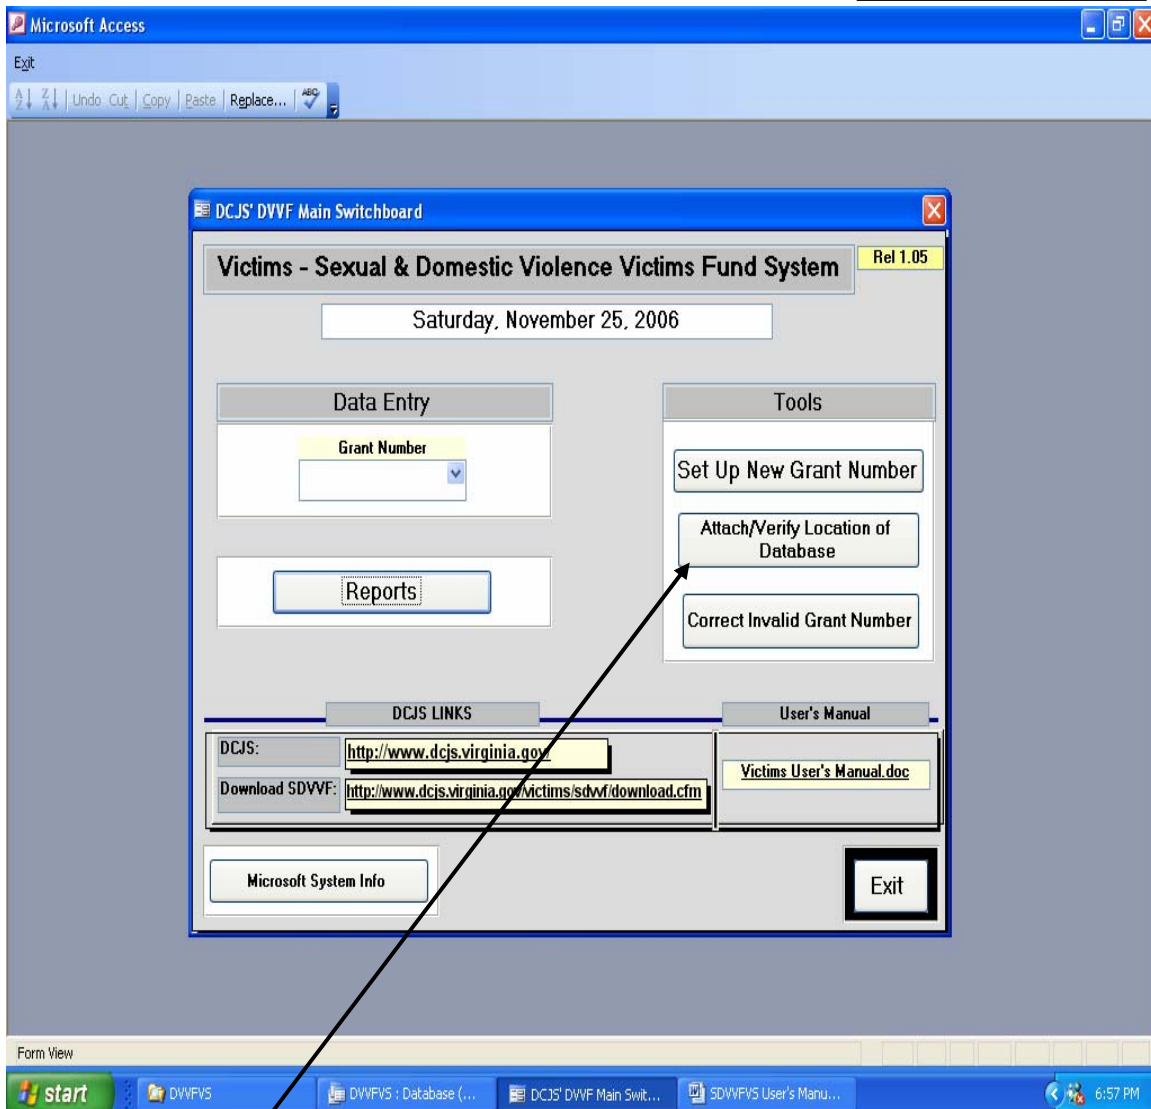 Microsoft Access
Exit
Undo Cut Copy Paste Replace... ABC
DCJS' DVVF Main Switchboard
Victims - Sexual & Domestic Violence Victims Fund System
Rel 1.05
Saturday, November 25, 2006
Data Entry
Grant Number
Reports
Tools
Set Up New Grant Number
Attach/Verify Location of
Database
Correct Invalid Grant Number
DCJS LINKS
User's Manual
DCJS:
http://www.dcjs.virginia.gov/
Download SDVVF:
http://www.dcjs.virginia.gov/victims/sdvvf/download.cfm
Victims User's Manual.doc
Microsoft System Info
Exit
Form View
start
DVVFVS
DVVFVS : Database (...
DCJS' DVVF Main Swit...
SDVVFVS User's Manu...
6:57 PM